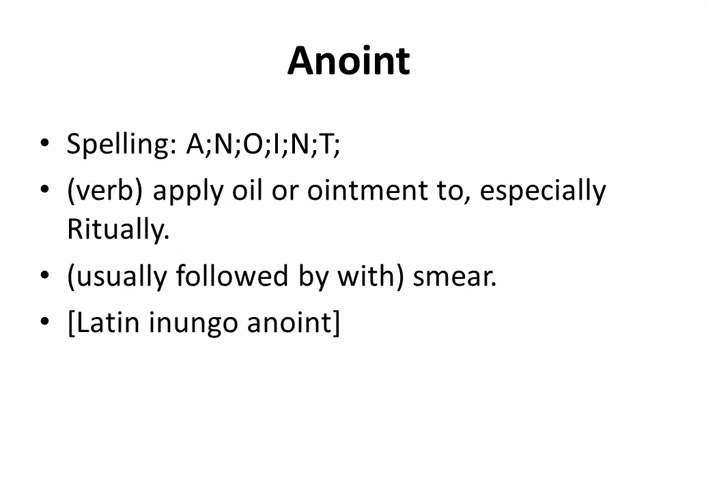 Anoint
• Spelling: A;N;O;I;N;T;
• (verb) apply oil or ointment to, especially
Ritually.
• (usually followed by with) smear.
• [Latin inungo anoint]